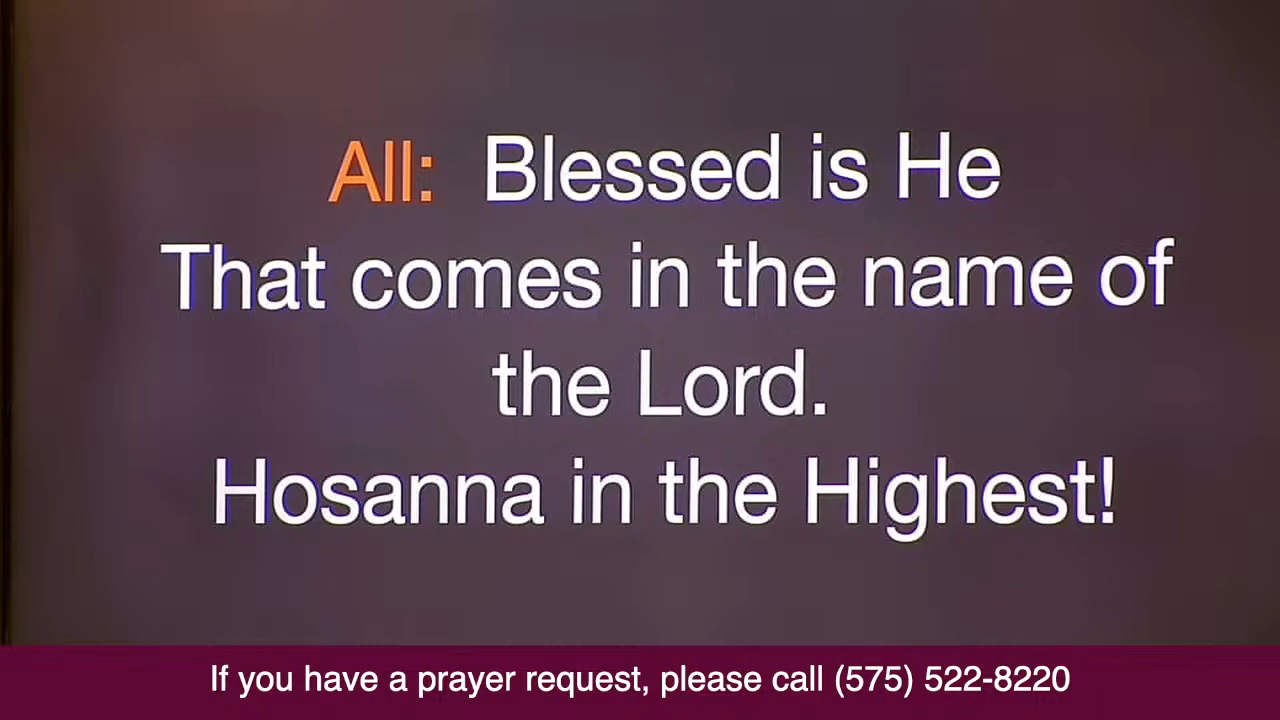 All: Blessed is He
That comes in the name of
the Lord.
Hosanna in the Highest!
If you have a prayer request, please call (575) 522-8220